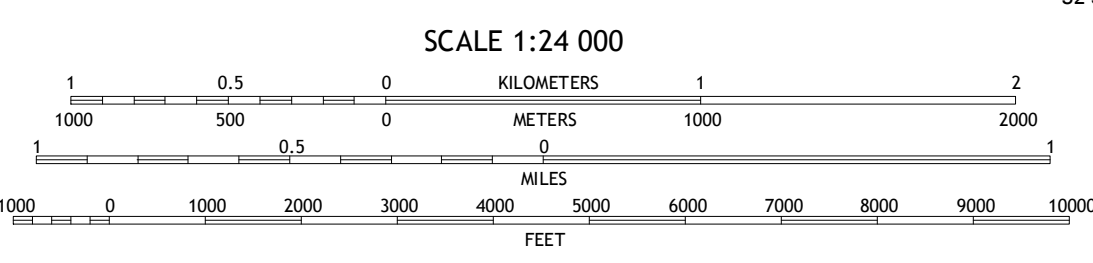 SCALE 1:24 000
1 0.5 0 KILOMETERS 1 2
1000 500 0 METERS 1000 2000
1 0.5 0 1
MILES
1000 0 1000 2000 3000 4000 5000 6000 7000 8000 9000 10000
FEET